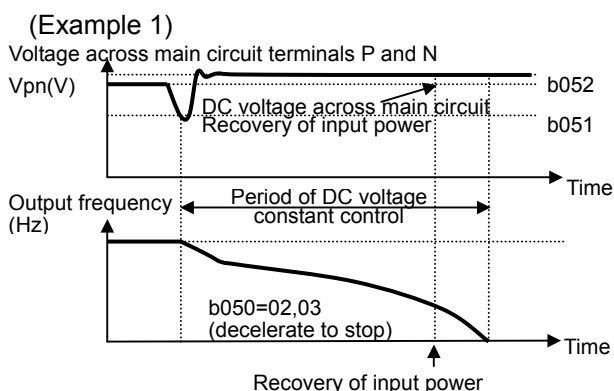 (Example 1)
Voltage across main circuit terminals P and N
Vpn(V)
b052
DC voltage across main circuit
Recovery of input power
b051
Time
Output frequency
(Hz)
Period of DC voltage
constant control
b050=02,03
(decelerate to stop)
Time
Recovery of input power